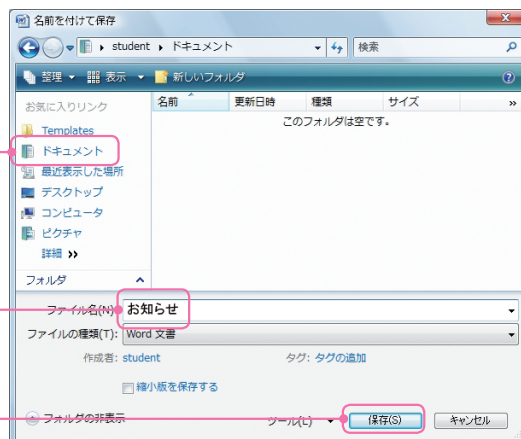 名前を付けて保存
student ▸ ドキュメント
検索
整理 表示 新しいフォルダ
お気に入りリンク
名前 更新日時 種類 サイズ »
このフォルダは空です。
Templates
ドキュメント
最近表示した場所
デスクトップ
コンピュータ
ピクチャ
詳細 »
フォルダ
ファイル名(N): お知らせ
ファイルの種類(T): Word 文書
作成者: student タグ: タグの追加
縮小版を保存する
フォルダの非表示 ツール(L) 保存(S) キャンセル